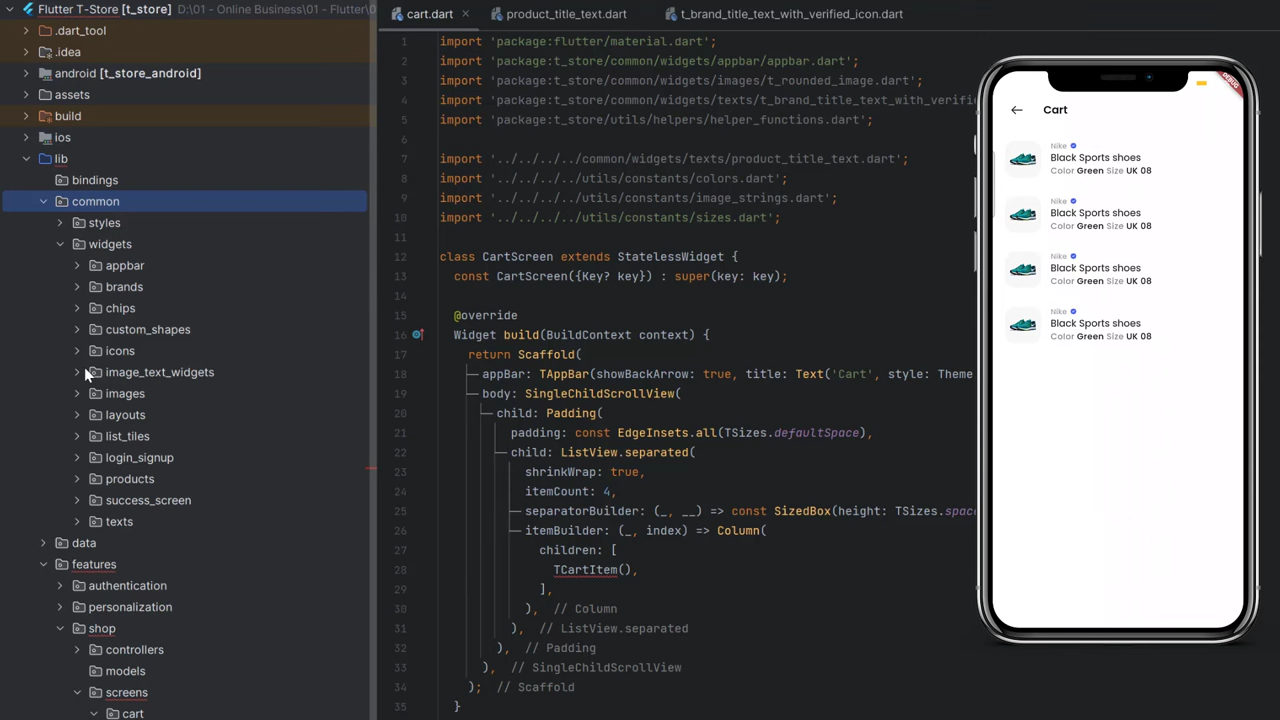 Flutter T-Store [t_store] D:\01 - Online Business\01 - Flutter\
.dart_tool
.idea
android [t_store_android]
assets
build
ios
lib
bindings
common
styles
widgets
appbar
brands
chips
custom_shapes
icons
image_text_widgets
images
layouts
list_tiles
login_signup
products
success_screen
texts
data
features
authentication
personalization
shop
controllers
models
screens
cart
cart.dart
product_title_text.dart
t_brand_title_text_with_verified_icon.dart
1 import 'package:flutter/material.dart';
2 import 'package:t_store/common/widgets/appbar/appbar.dart';
3 import 'package:t_store/common/widgets/images/t_rounded_image.dart';
4 import 'package:t_store/common/widgets/texts/t_brand_title_text_with_verifi
5 import 'package:t_store/utils/helpers/helper_functions.dart';
6
7 import '../../../../common/widgets/texts/product_title_text.dart';
8 import '../../../../utils/constants/colors.dart';
9 import '../../../../utils/constants/image_strings.dart';
10 import '../../../../utils/constants/sizes.dart';
11
12 class CartScreen extends StatelessWidget {
13 const CartScreen({Key? key}) : super(key: key);
14
15 @override
16 Widget build(BuildContext context) {
17 return Scaffold(
18 appBar: TAppBar(showBackArrow: true, title: Text('Cart', style: Theme
19 body: SingleChildScrollView(
20 child: Padding(
21 padding: const EdgeInsets.all(TSizes.defaultSpace),
22 child: ListView.separated(
23 shrinkWrap: true,
24 itemCount: 4,
25 separatorBuilder: (_, __) => const SizedBox(height: TSizes.spac
26 itemBuilder: (_, index) => Column(
27 children: [
28 TCartItem(),
29 ],
30 ), // Column
31 ), // ListView.separated
32 ), // Padding
33 ), // SingleChildScrollView
34 ); // Scaffold
35 }
DEBUG
Cart
Nike
Black Sports shoes
Color Green Size UK 08
Nike
Black Sports shoes
Color Green Size UK 08
Nike
Black Sports shoes
Color Green Size UK 08
Nike
Black Sports shoes
Color Green Size UK 08